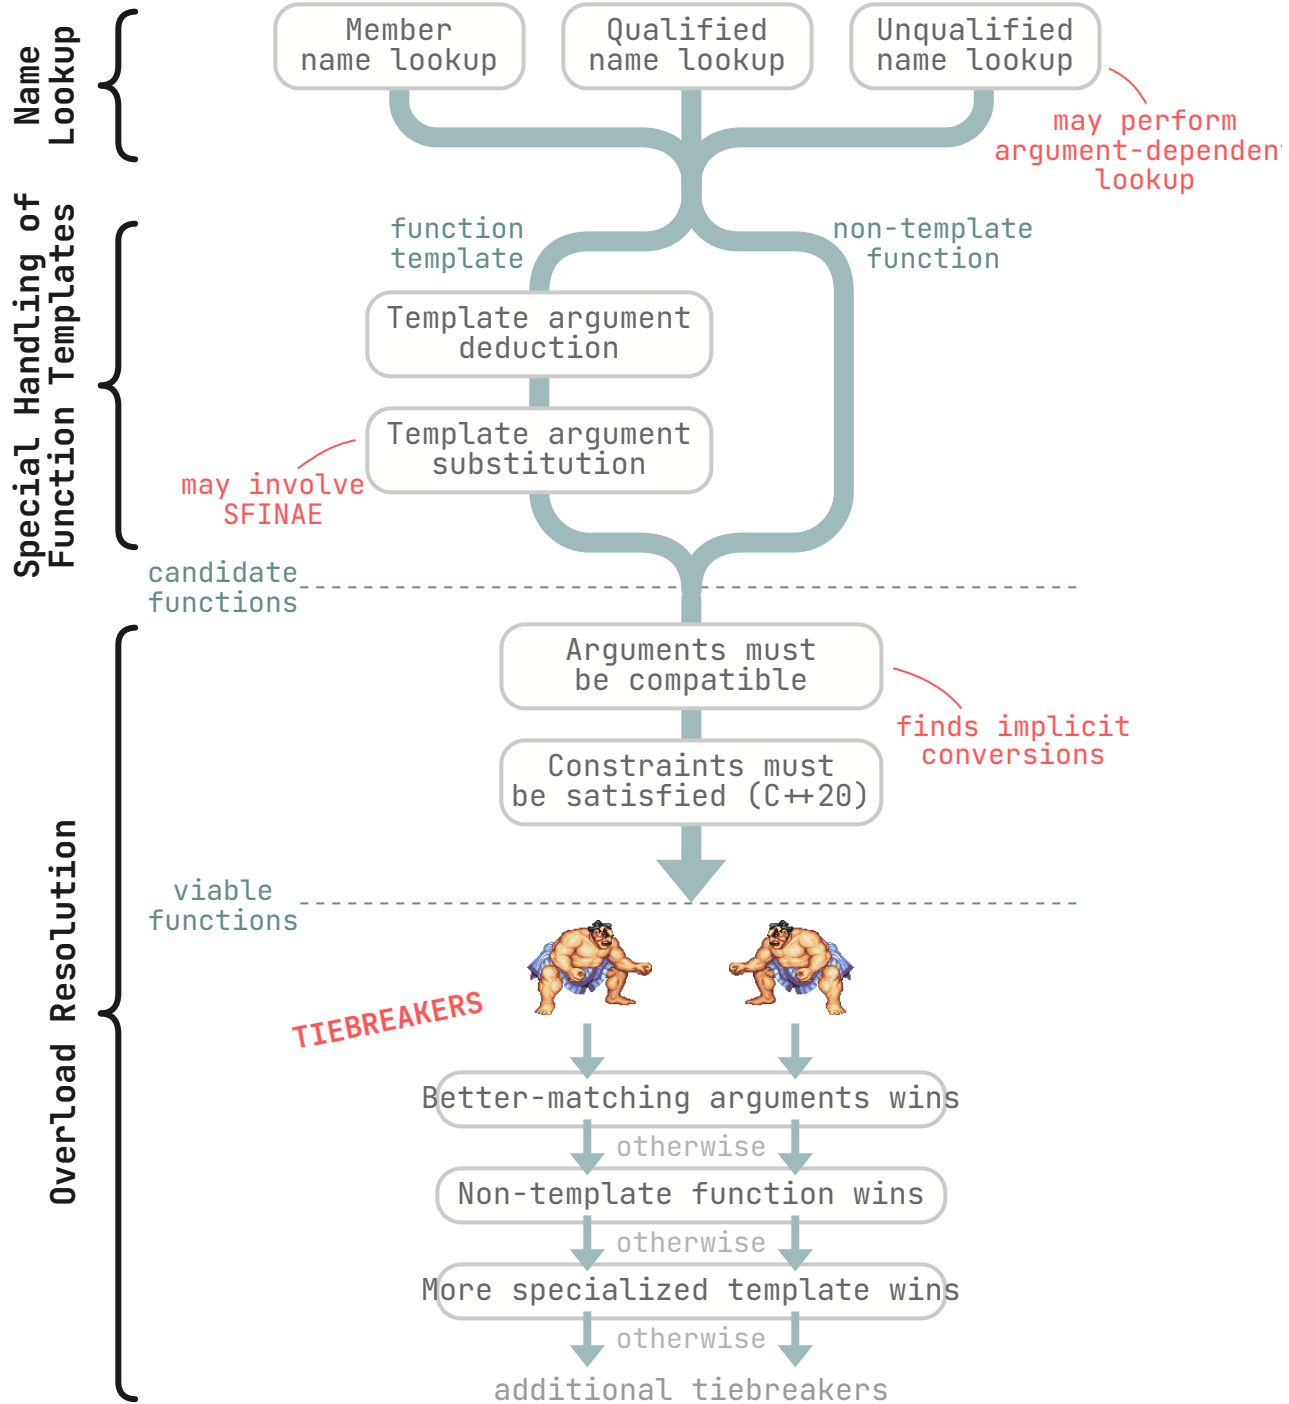 Name
Lookup
Member
name lookup
Qualified
name lookup
Unqualified
name lookup
may perform
argument-dependent
lookup
Special Handling of
Function Templates
function
template
non-template
function
Template argument
deduction
Template argument
substitution
may involve
SFINAE
candidate
functions
Overload Resolution
Arguments must
be compatible
finds implicit
conversions
Constraints must
be satisfied (C++20)
viable
functions
TIEBREAKERS
Better-matching arguments wins
otherwise
Non-template function wins
otherwise
More specialized template wins
otherwise
additional tiebreakers